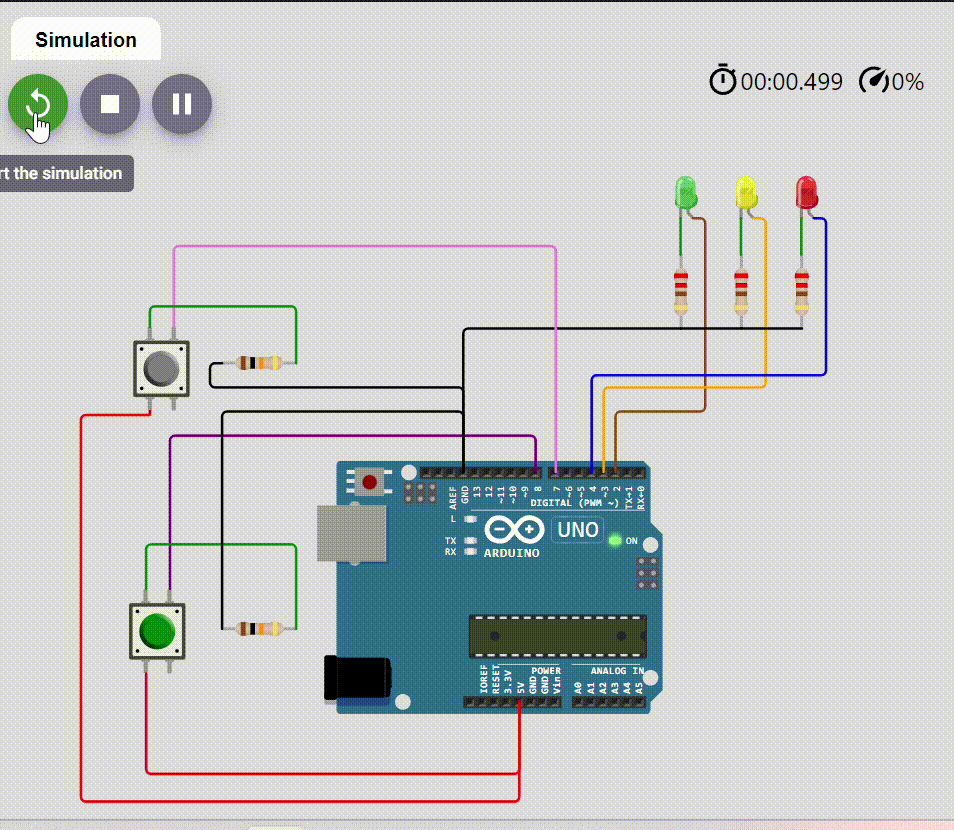 Simulation
00:00.499
0%
rt the simulation
AREF
GND
13
12
~11
~10
~9
8
7
~6
~5
4
~3
2
TX→1
RX←0
DIGITAL (PWM ~)
L
UNO
TX
RX
ON
ARDUINO
POWER
ANALOG IN
IOREF
RESET
3.3V
5V
GND
GND
Vin
A0
A1
A2
A3
A4
A5